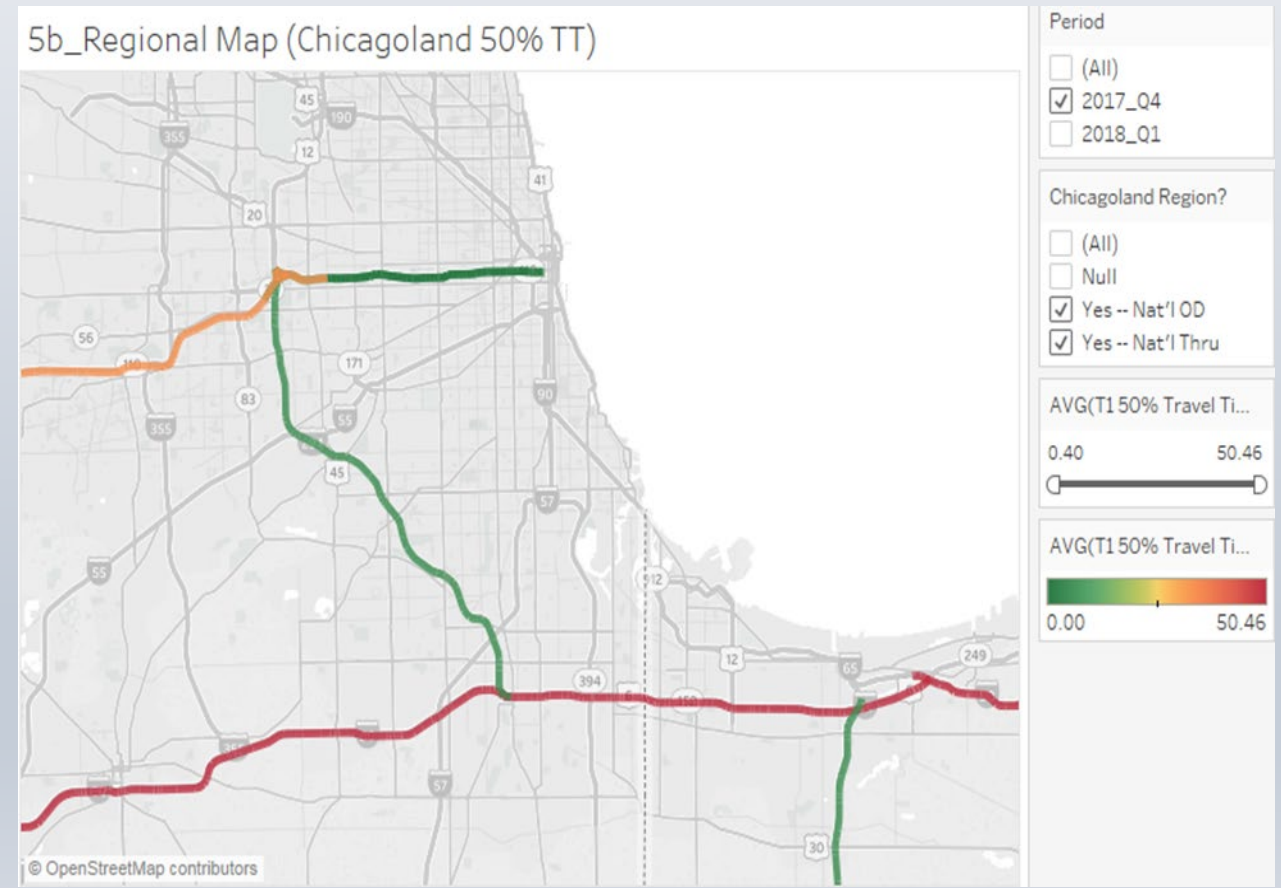 5b_Regional Map (Chicagoland 50% TT)
45
190
355
12
41
20
56
171
83
90
355
55
45
57
55
12
65
249
394
57
30
© OpenStreetMap contributors
Period
(All)
2017_Q4
2018_Q1
Chicagoland Region?
(All)
Null
Yes -- Nat'l OD
Yes -- Nat'l Thru
AVG(T1 50% Travel Ti...
0.40 50.46
AVG(T1 50% Travel Ti...
0.00 50.46